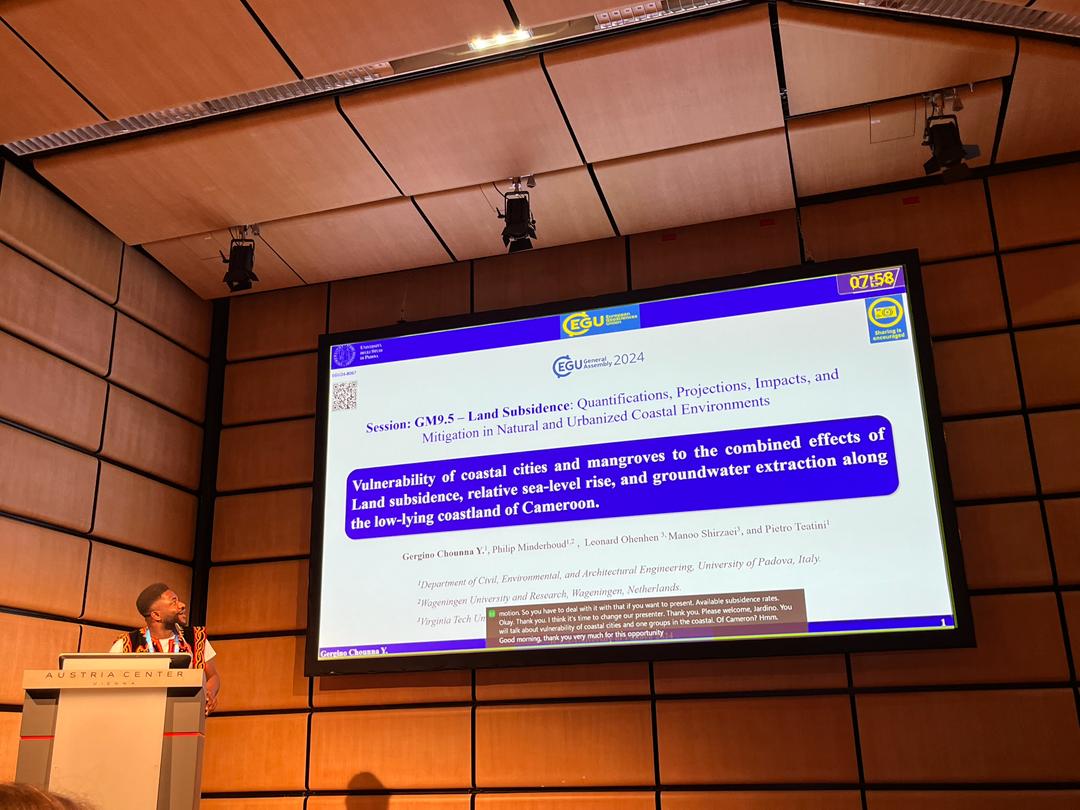 07:58
EGU European Geosciences Union
UNIVERSITÀ DEGLI STUDI DI PADOVA
Sharing is encouraged
EGU General Assembly 2024
Session: GM9.5 – Land Subsidence: Quantifications, Projections, Impacts, and
Mitigation in Natural and Urbanized Coastal Environments
Vulnerability of coastal cities and mangroves to the combined effects of
Land subsidence, relative sea-level rise, and groundwater extraction along
the low-lying coastland of Cameroon.
Gergino Chounna Y.¹, Philip Minderhoud¹,² , Leonard Ohenhen ³, Manoo Shirzaei³, and Pietro Teatini¹
¹Department of Civil, Environmental, and Architectural Engineering, University of Padova, Italy.
²Wageningen University and Research, Wageningen, Netherlands.
³Virginia Tech Un
motion. So you have to deal with it with that if you want to present. Available subsidence rates.
Okay. Thank you. I think it's time to change our presenter. Thank you. Please welcome, Jardino. You
will talk about vulnerability of coastal cities and one groups in the coastal. Of Cameroon? Hmm.
Good morning, thank you very much for this opportunity
Gergino Chounna Y.
1
AUSTRIA CENTER
VIENNA